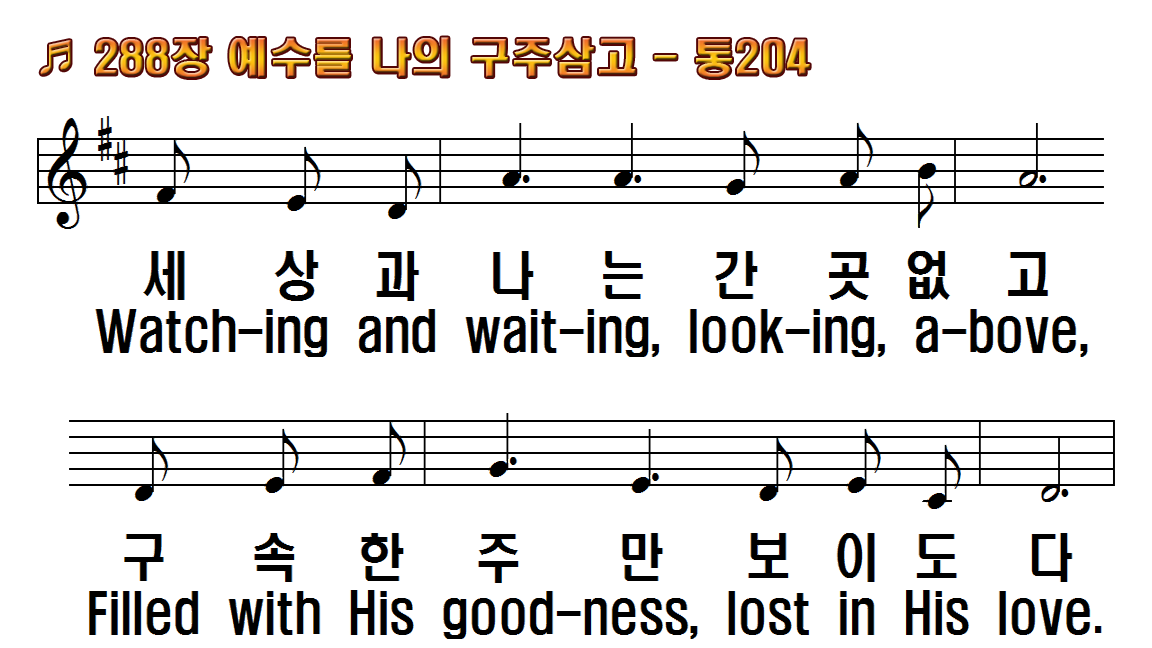 ♬ 288장 예수를 나의 구주삼고 - 통204
세 상 과 나 는 간 곳 없 고
Watch-ing and wait-ing, look-ing, a-bove,
구 속 한 주 만 보 이 도 다
Filled with His good-ness, lost in His love.